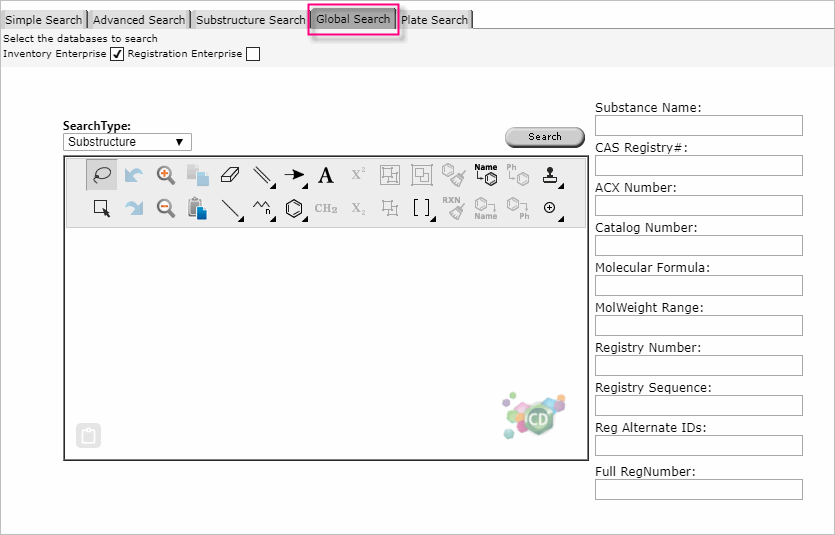 Simple Search Advanced Search Substructure Search Global Search Plate Search
Select the databases to search
Inventory Enterprise Registration Enterprise
SearchType:
Substructure
Search
A X² Name Ph
CH₂ X₂ [ ] RXN Name Ph
n
CD
Substance Name:
CAS Registry#:
ACX Number:
Catalog Number:
Molecular Formula:
MolWeight Range:
Registry Number:
Registry Sequence:
Reg Alternate IDs:
Full RegNumber: